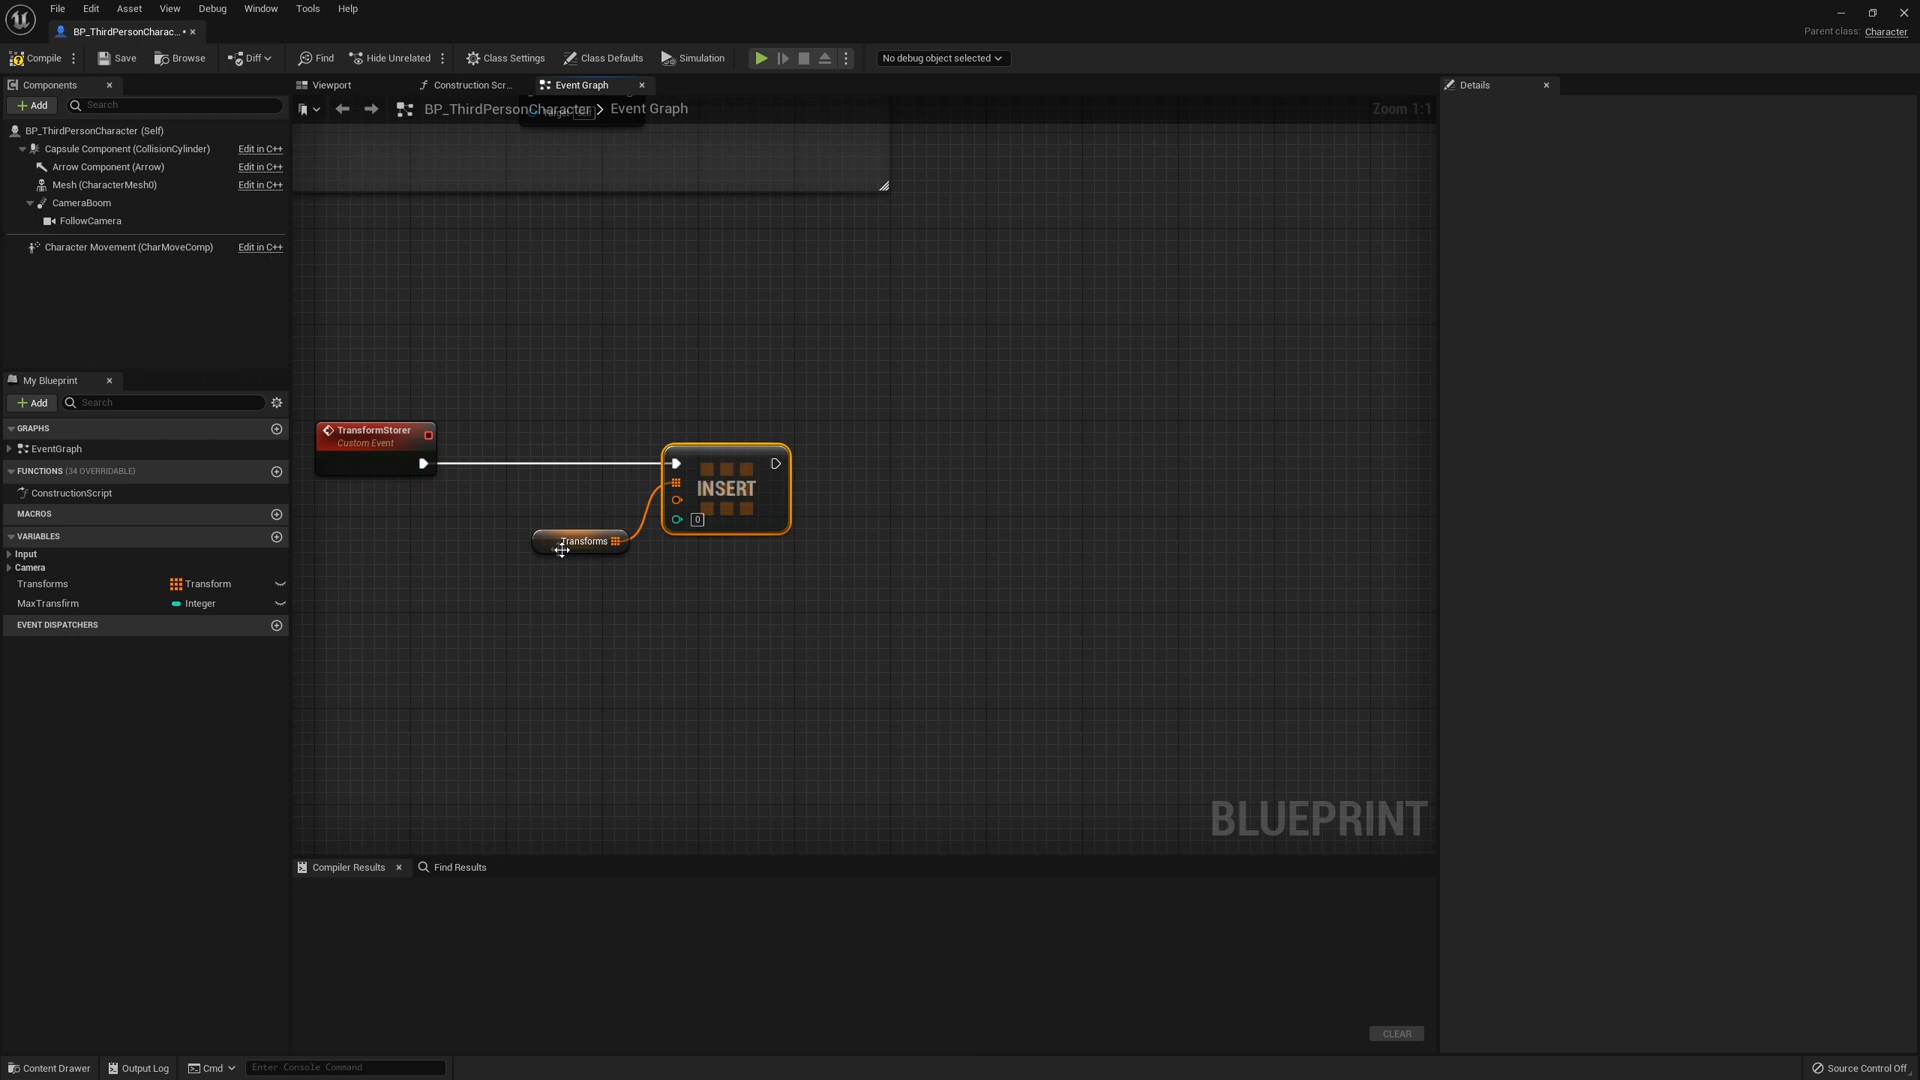 File Edit Asset View Debug Window Tools Help
BP_ThirdPersonCharac... •
Parent class: Character
Compile Save Browse Diff Find Hide Unrelated Class Settings Class Defaults Simulation No debug object selected
Components
Viewport Construction Scr... Event Graph
Details
Add Search
BP_ThirdPersonCharacter > Event Graph
Zoom 1:1
Target self
BP_ThirdPersonCharacter (Self)
Capsule Component (CollisionCylinder) Edit in C++
Arrow Component (Arrow) Edit in C++
Mesh (CharacterMesh0) Edit in C++
CameraBoom
FollowCamera
Character Movement (CharMoveComp) Edit in C++
My Blueprint
Add Search
GRAPHS
EventGraph
FUNCTIONS (34 OVERRIDABLE)
ConstructionScript
MACROS
VARIABLES
Input
Camera
Transforms Transform
MaxTransfirm Integer
EVENT DISPATCHERS
TransformStorer
Custom Event
INSERT
0
Transforms
BLUEPRINT
Compiler Results Find Results
CLEAR
Content Drawer Output Log Cmd Enter Console Command Source Control Off